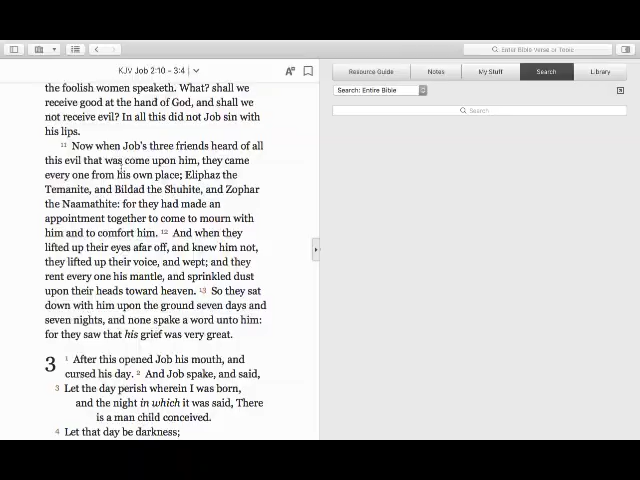 Enter Bible Verse or Topic
KJV Job 2:10 - 3:4
Resource Guide Notes My Stuff Search Library
Search: Entire Bible
Search
the foolish women speaketh. What? shall we
receive good at the hand of God, and shall we
not receive evil? In all this did not Job sin with
his lips.
11 Now when Job's three friends heard of all
this evil that was come upon him, they came
every one from his own place; Eliphaz the
Temanite, and Bildad the Shuhite, and Zophar
the Naamathite: for they had made an
appointment together to come to mourn with
him and to comfort him. 12 And when they
lifted up their eyes afar off, and knew him not,
they lifted up their voice, and wept; and they
rent every one his mantle, and sprinkled dust
upon their heads toward heaven. 13 So they sat
down with him upon the ground seven days and
seven nights, and none spake a word unto him:
for they saw that his grief was very great.
3 1 After this opened Job his mouth, and
cursed his day. 2 And Job spake, and said,
3 Let the day perish wherein I was born,
and the night in which it was said, There
is a man child conceived.
4 Let that day be darkness;